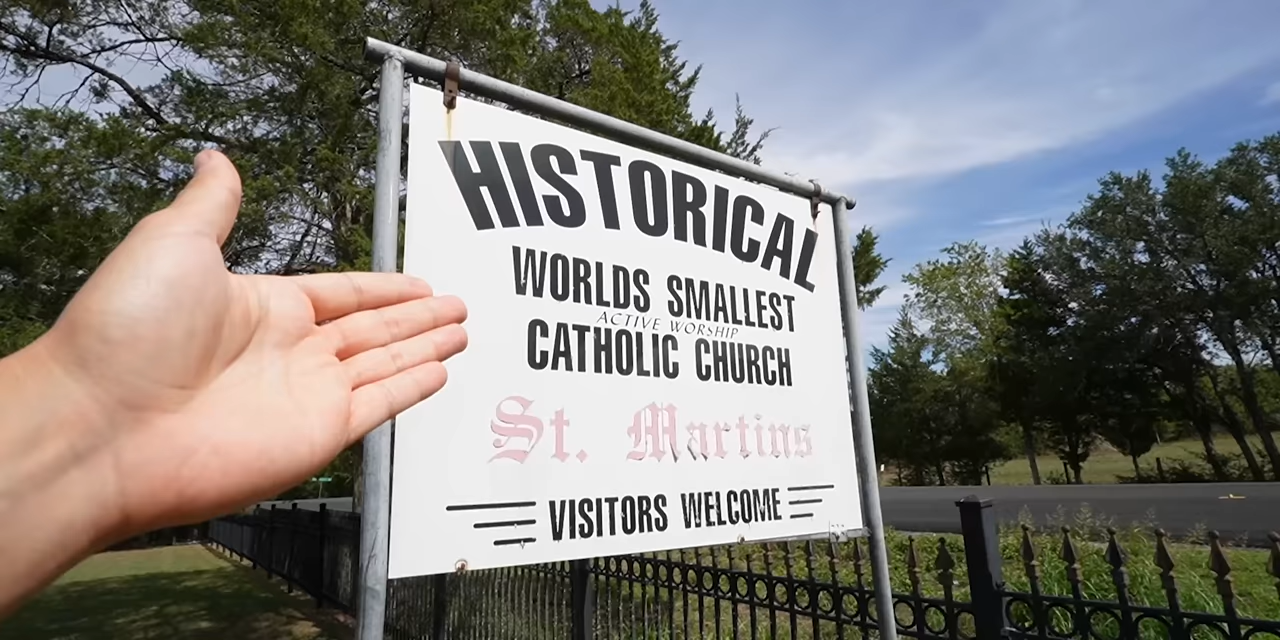 HISTORICAL
WORLDS SMALLEST
ACTIVE WORSHIP
CATHOLIC CHURCH
St. Martins
VISITORS WELCOME